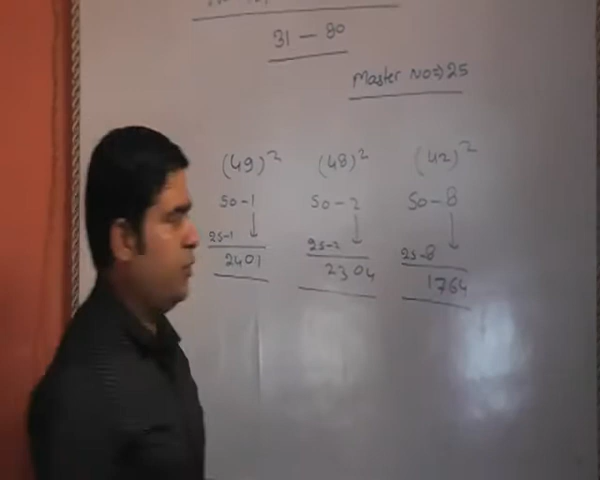 31 - 80
Master No⇒25
(49)² (48)² (42)²
50-1 50-2 50-8
25-1 25-2 25-8
2401 2304 1764